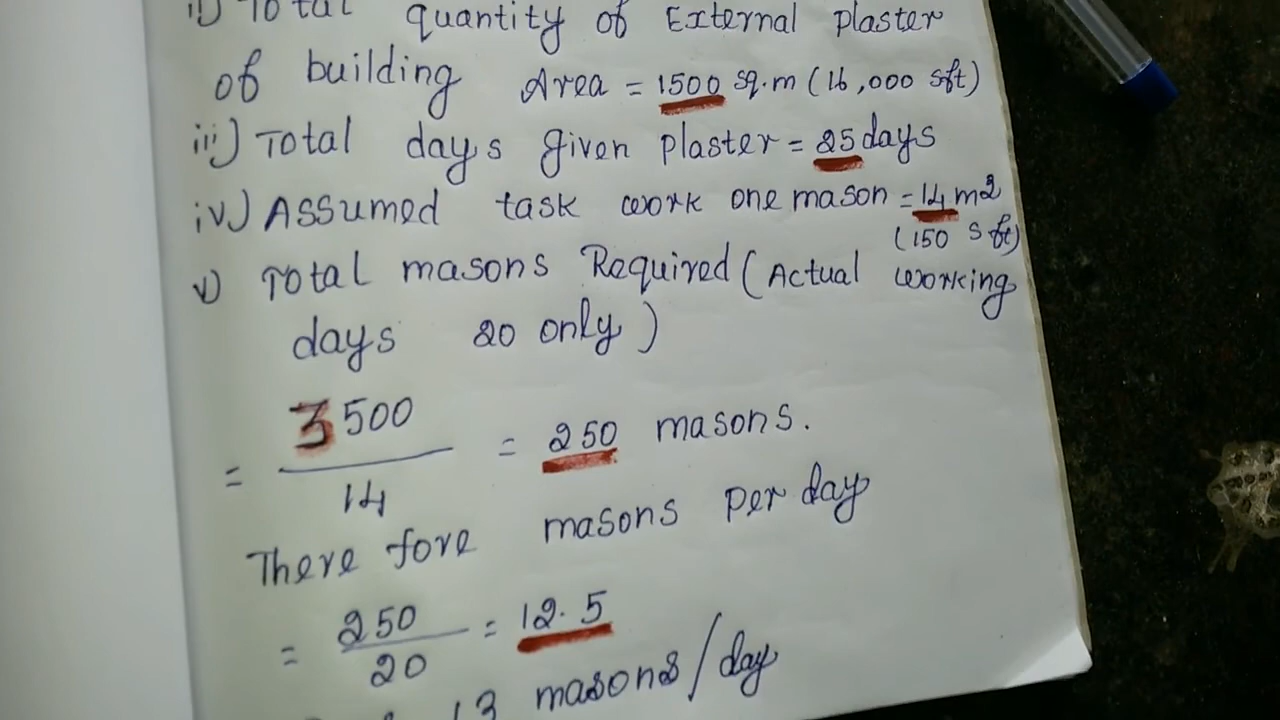 ii) Total quantity of External plaster
of building Area = 1500 sq.m (16,000 sft)
iii) Total days given plaster = 25 days
iv) Assumed task work one mason = 14 m2
(150 sft)
v) Total masons Required (Actual working
days 20 only)
= 3500 / 14 = 250 masons.
There fore masons per day
= 250 / 20 = 12.5
13 masons/day